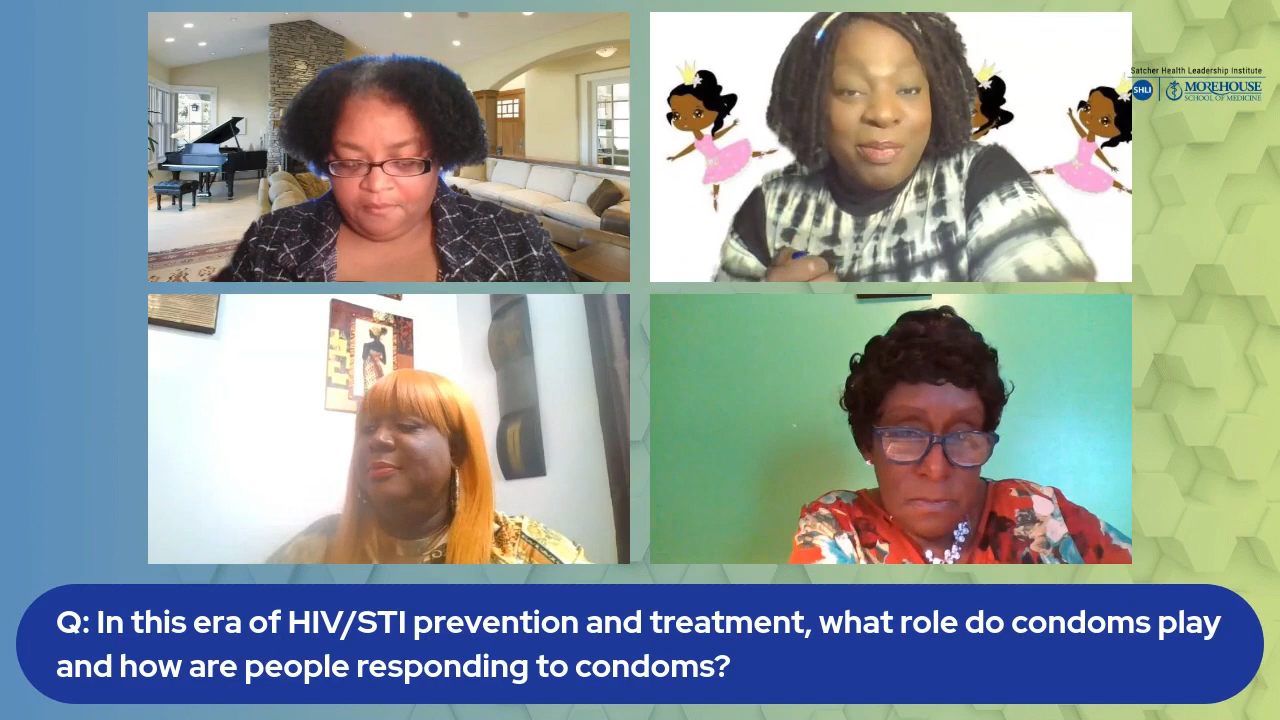 Satcher Health Leadership Institute
SHLI
MOREHOUSE
SCHOOL OF MEDICINE
Q: In this era of HIV/STI prevention and treatment, what role do condoms play
and how are people responding to condoms?